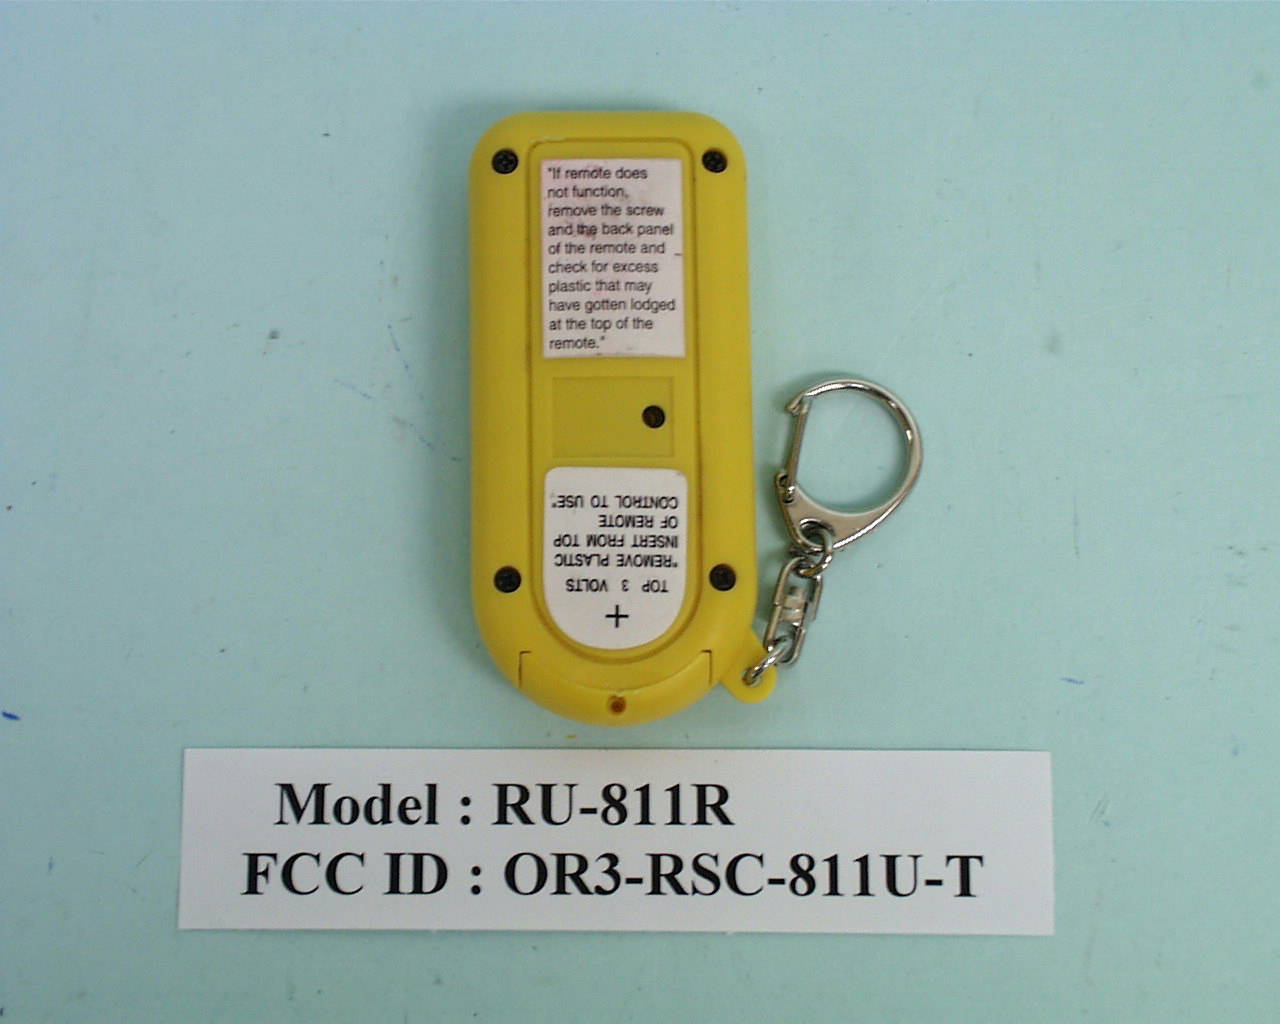 "If remote does
not function,
remove the screw
and the back panel
of the remote and
check for excess
plastic that may
have gotten lodged
at the top of the
remote."
+
TOP 3 VOLTS
"REMOVE PLASTIC
INSERT FROM TOP
OF REMOTE
CONTROL TO USE"
Model : RU-811R
FCC ID : OR3-RSC-811U-T